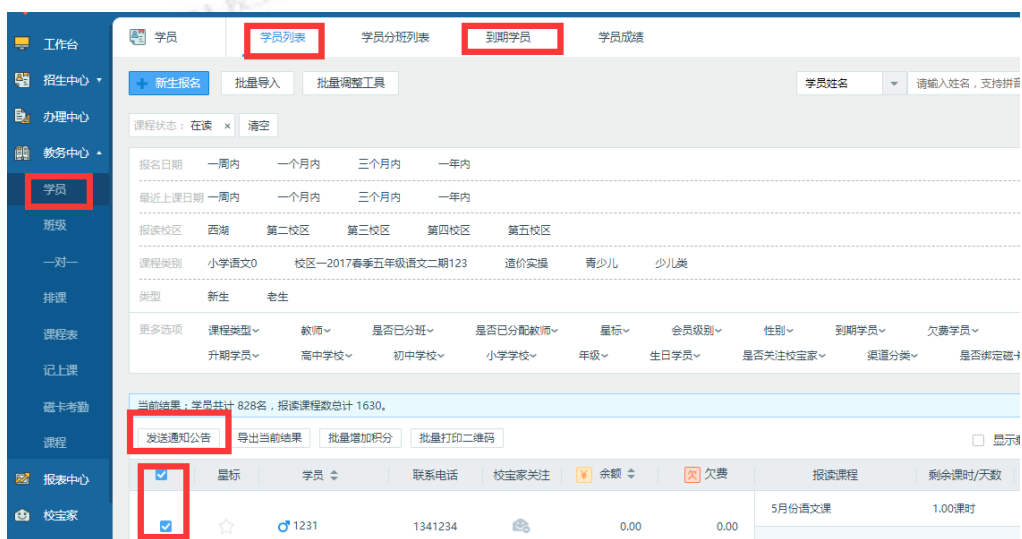 工作台
招生中心
办理中心
教务中心
学员
班级
一对一
排课
课程表
记上课
磁卡考勤
课程
报表中心
校宝家
学员 学员列表 学员分班列表 到期学员 学员成绩
+ 新生报名 批量导入 批量调整工具 学员姓名 请输入姓名，支持拼音
课程状态： 在读 × 清空
报名日期 一周内 一个月内 三个月内 一年内
最近上课日期 一周内 一个月内 三个月内 一年内
报读校区 西湖 第二校区 第三校区 第四校区 第五校区
课程类别 小学语文0 校区一2017春季五年级语文二期123 造价实操 青少儿 少儿类
类型 新生 老生
更多选项 课程类型 教师 是否已分班 是否已分配教师 星标 会员级别 性别 到期学员 欠费学员
升期学员 高中学校 初中学校 小学学校 年级 生日学员 是否关注校宝家 渠道分类 是否绑定磁卡
当前结果：学员共计 828名，报读课程数总计 1630。
发送通知公告 导出当前结果 批量增加积分 批量打印二维码 显示
星标 学员 联系电话 校宝家关注 ¥ 余额 欠 欠费 报读课程 剩余课时/天数
1231 1341234 0.00 0.00 5月份语文课 1.00课时